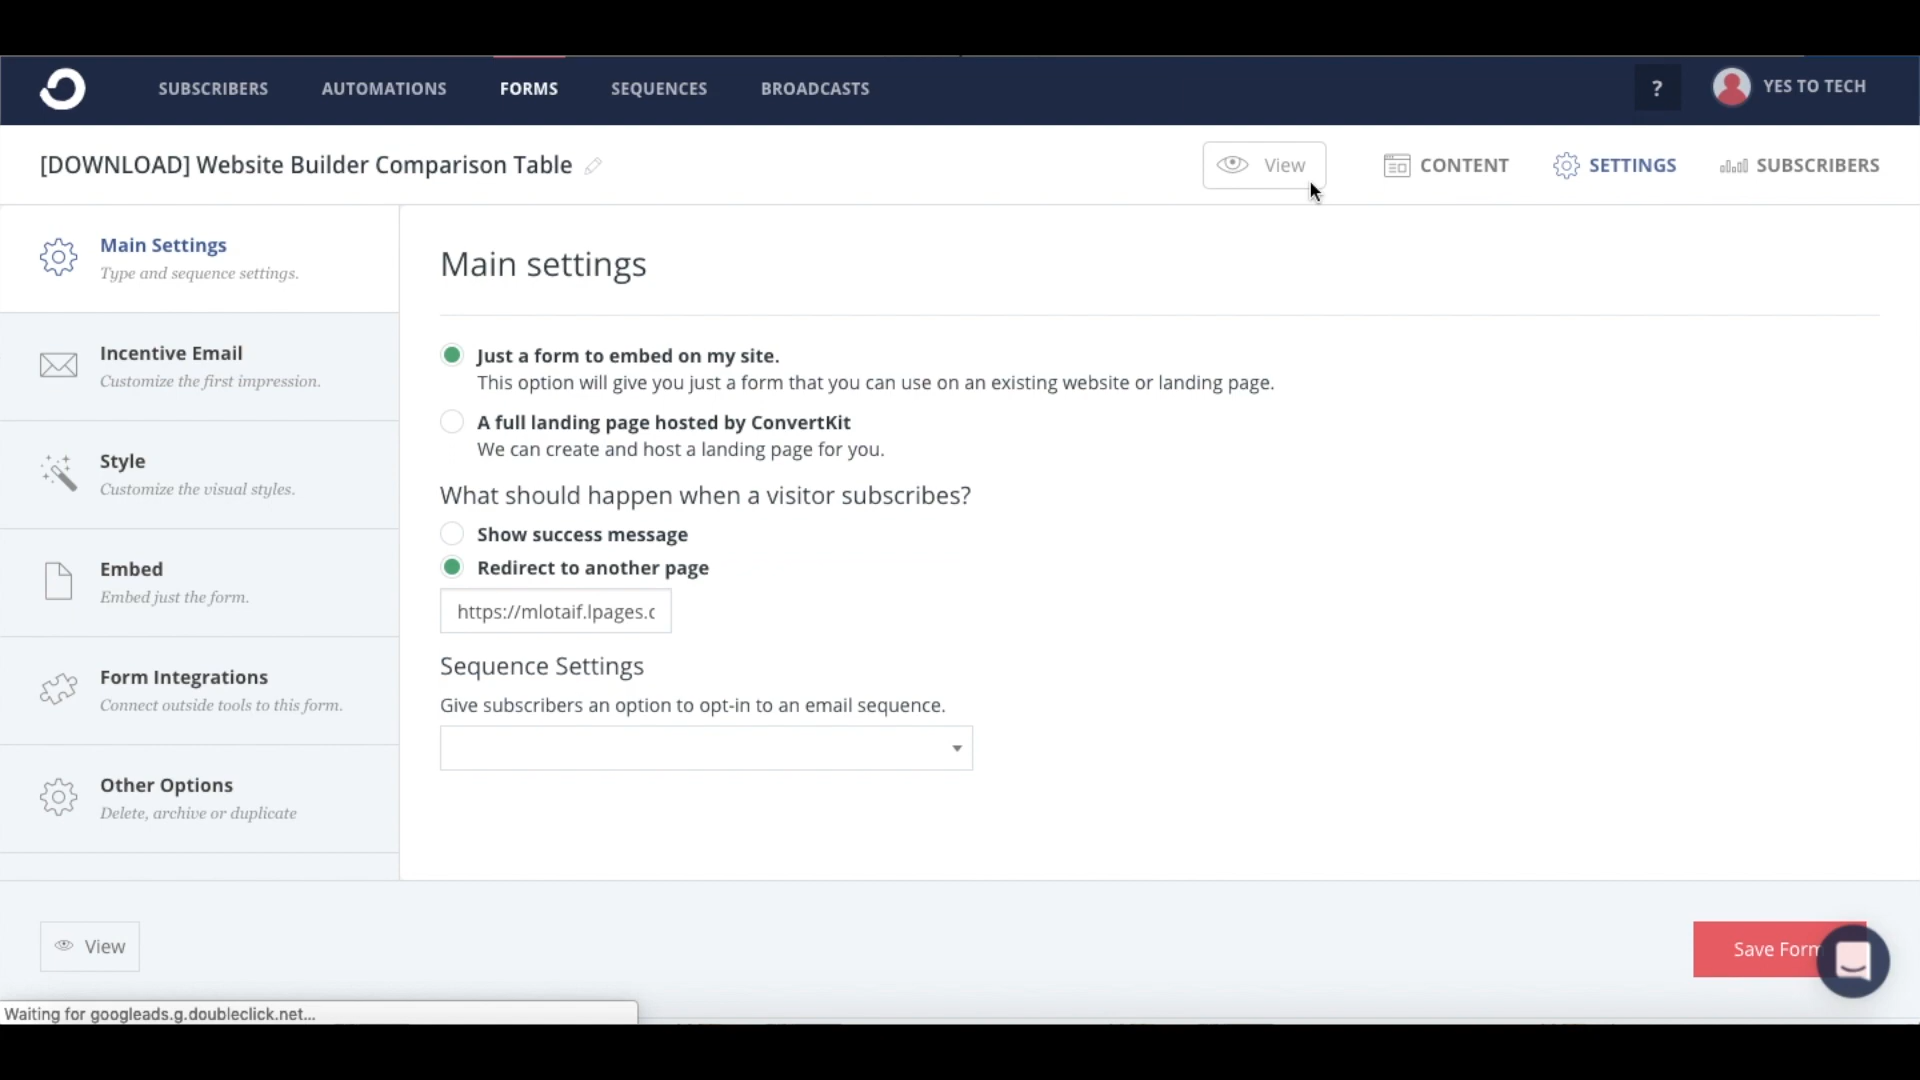 SUBSCRIBERS AUTOMATIONS FORMS SEQUENCES BROADCASTS ? YES TO TECH
[DOWNLOAD] Website Builder Comparison Table View CONTENT SETTINGS SUBSCRIBERS
Main Settings
Type and sequence settings.
Incentive Email
Customize the first impression.
Style
Customize the visual styles.
Embed
Embed just the form.
Form Integrations
Connect outside tools to this form.
Other Options
Delete, archive or duplicate
Main settings
Just a form to embed on my site.
This option will give you just a form that you can use on an existing website or landing page.
A full landing page hosted by ConvertKit
We can create and host a landing page for you.
What should happen when a visitor subscribes?
Show success message
Redirect to another page
https://mlotaif.lpages.c
Sequence Settings
Give subscribers an option to opt-in to an email sequence.
View
Save Form
Waiting for googleads.g.doubleclick.net...